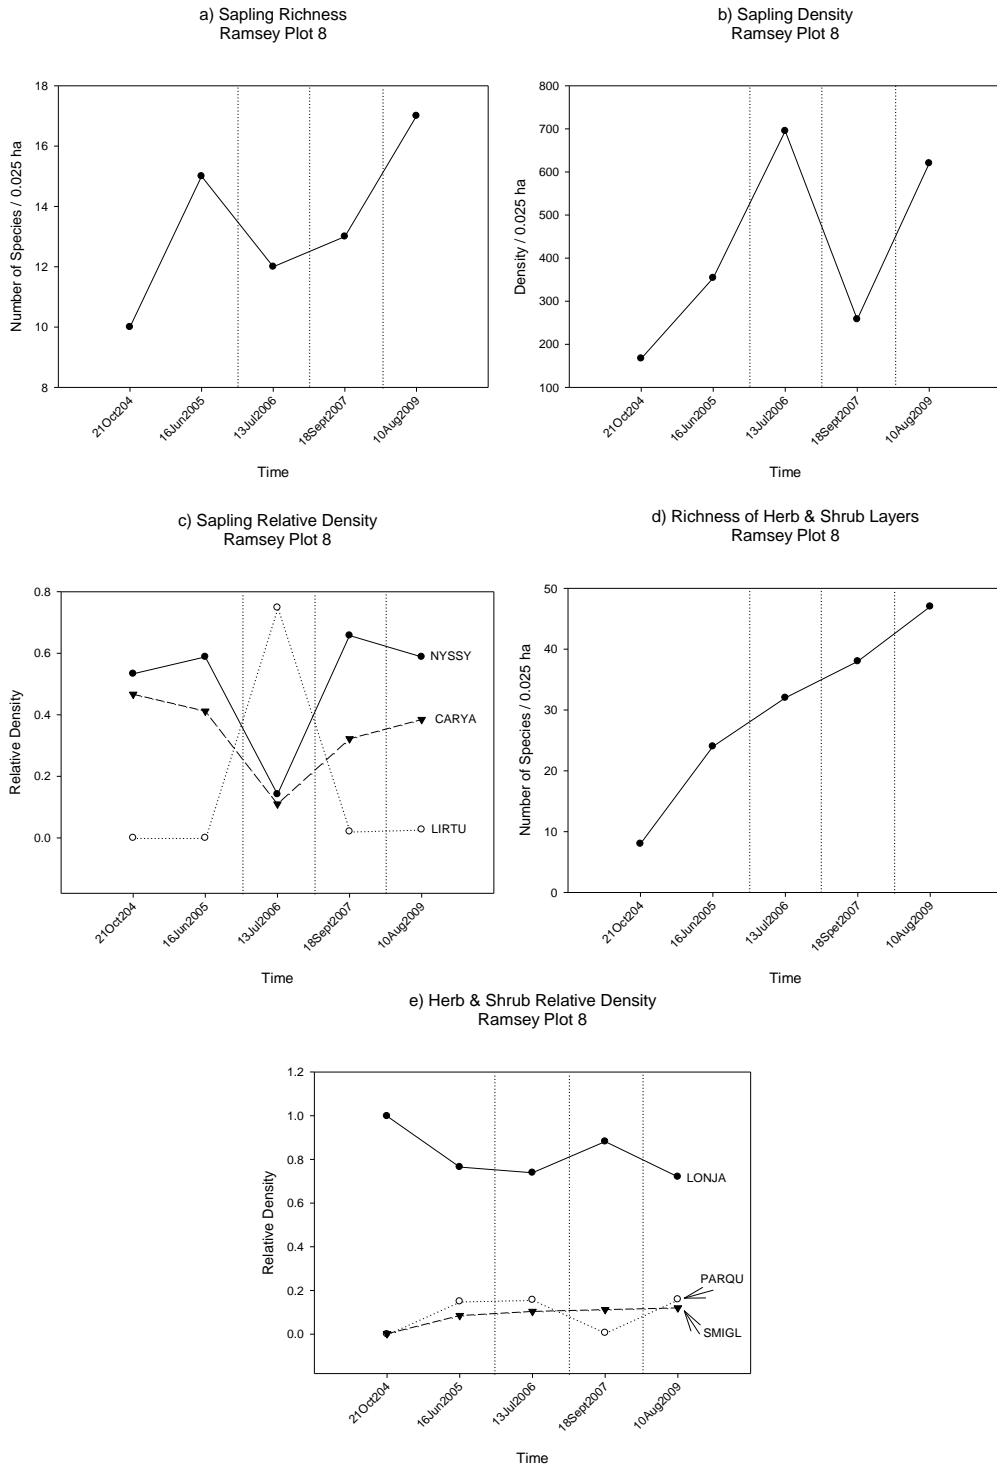 a) Sapling Richness
Ramsey Plot 8
Number of Species / 0.025 ha
18
16
14
12
10
8
21Oct204
16Jun2005
13Jul2006
18Sept2007
10Aug2009
Time
b) Sapling Density
Ramsey Plot 8
Density / 0.025 ha
800
700
600
500
400
300
200
100
21Oct204
16Jun2005
13Jul2006
18Sept2007
10Aug2009
Time
c) Sapling Relative Density
Ramsey Plot 8
Relative Density
0.8
0.6
0.4
0.2
0.0
NYSSY
CARYA
LIRTU
21Oct204
16Jun2005
13Jul2006
18Sept2007
10Aug2009
Time
d) Richness of Herb & Shrub Layers
Ramsey Plot 8
Number of Species / 0.025 ha
50
40
30
20
10
0
21Oct204
16Jun2005
13Jul2006
18Spet2007
10Aug2009
Time
e) Herb & Shrub Relative Density
Ramsey Plot 8
Relative Density
1.2
1.0
0.8
0.6
0.4
0.2
0.0
LONJA
PARQU
SMIGL
21Oct204
16Jun2005
13Jul2006
18Sept2007
10Aug2009
Time